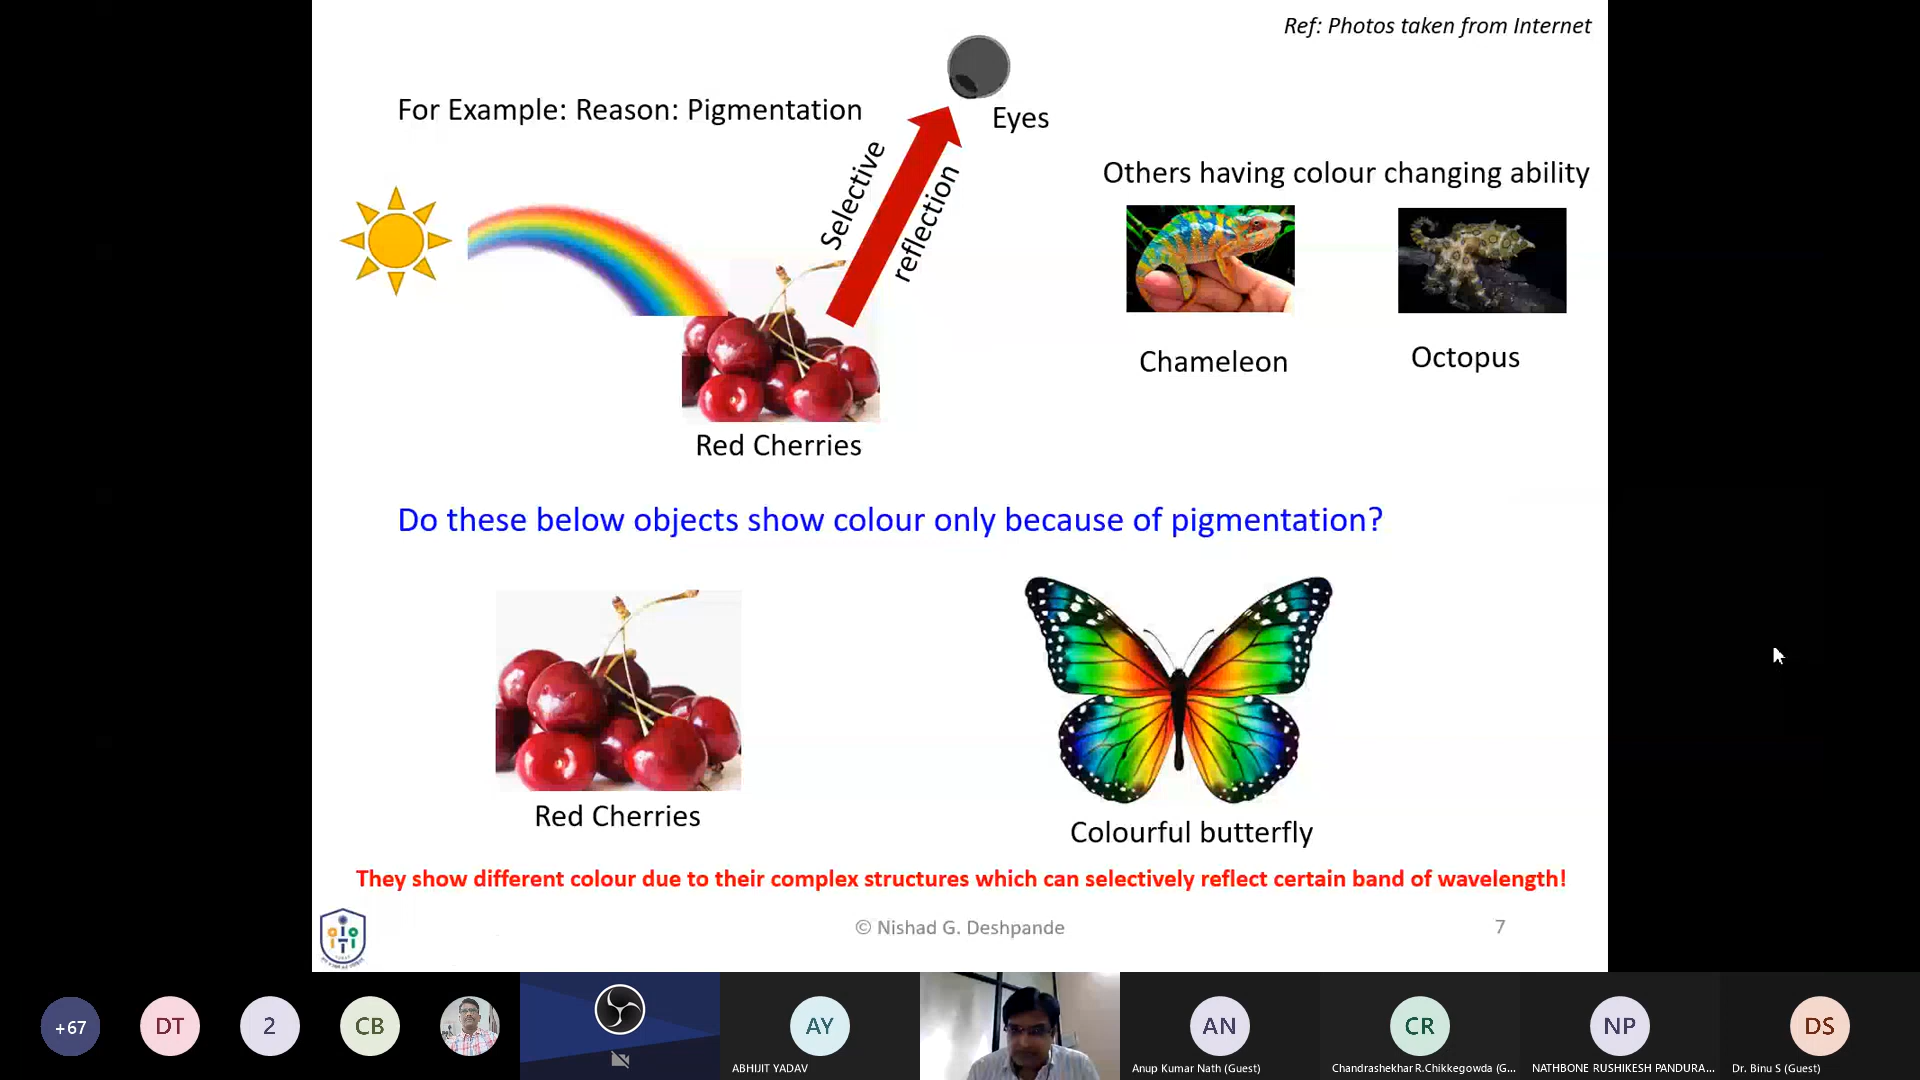 Ref: Photos taken from Internet
For Example: Reason: Pigmentation
Eyes
Selective
reflection
Others having colour changing ability
Chameleon
Octopus
Red Cherries
Do these below objects show colour only because of pigmentation?
Red Cherries
Colourful butterfly
They show different colour due to their complex structures which can selectively reflect certain band of wavelength!
© Nishad G. Deshpande
7
+67
DT
2
CB
AY
ABHIJIT YADAV
AN
Anup Kumar Nath (Guest)
CR
Chandrashekhar R.Chikkegowda (G...
NP
NATHBONE RUSHIKESH PANDURA...
DS
Dr. Binu S (Guest)